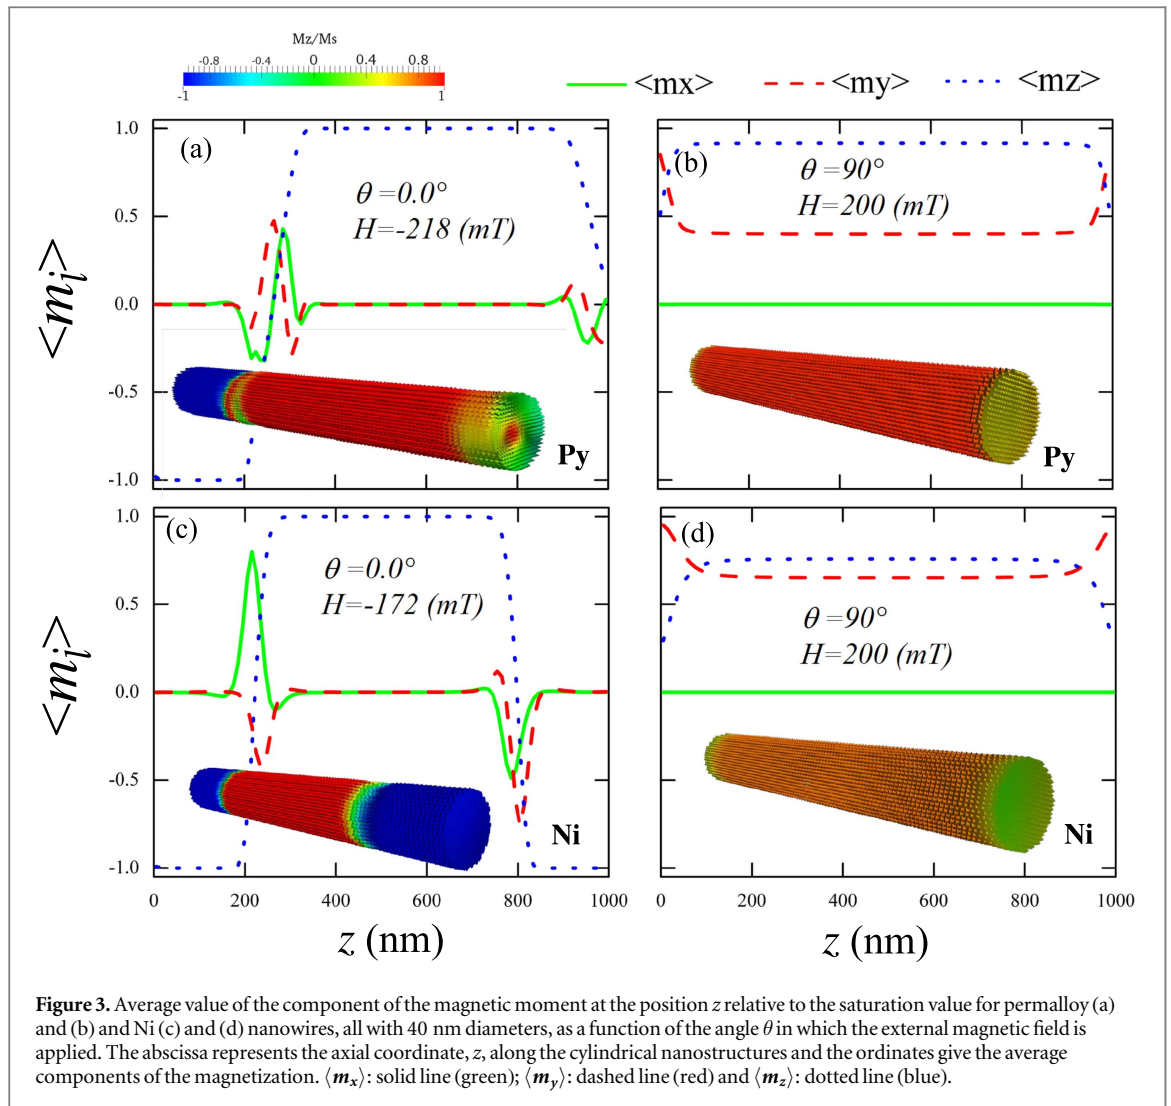 Mz/Ms
-0.8 -0.4 0 0.4 0.8
-1 1
<mx> <my> <mz>
(a)
θ =0.0°
H=-218 (mT)
Py
1.0
0.5
0.0
-0.5
-1.0
<m_i>
(b)
θ =90°
H=200 (mT)
Py
(c)
θ =0.0°
H=-172 (mT)
Ni
1.0
0.5
0.0
-0.5
-1.0
<m_i>
0 200 400 600 800 1000
z (nm)
(d)
θ =90°
H=200 (mT)
Ni
0 200 400 600 800 1000
z (nm)
Figure 3. Average value of the component of the magnetic moment at the position z relative to the saturation value for permalloy (a)
and (b) and Ni (c) and (d) nanowires, all with 40 nm diameters, as a function of the angle θ in which the external magnetic field is
applied. The abscissa represents the axial coordinate, z, along the cylindrical nanostructures and the ordinates give the average
components of the magnetization. ⟨m_x⟩: solid line (green); ⟨m_y⟩: dashed line (red) and ⟨m_z⟩: dotted line (blue).